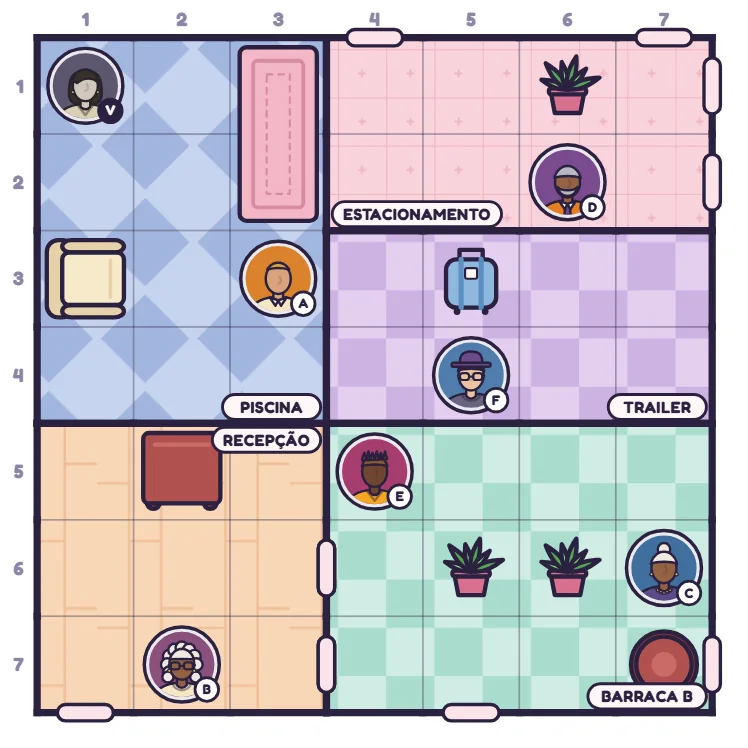 1 2 3 4 5 6 7
1
V
2
D
ESTACIONAMENTO
3
A
4
F
PISCINA
TRAILER
RECEPÇÃO
5
E
6
C
7
B
BARRACA B